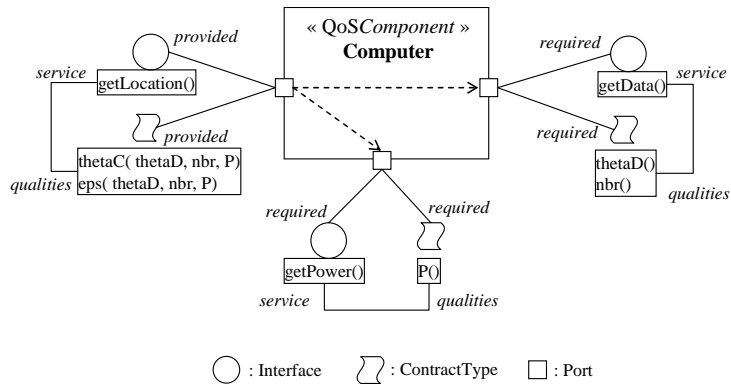 « QoSComponent »
Computer
provided
required
service
getLocation()
getData()
service
provided
required
thetaC( thetaD, nbr, P)
eps( thetaD, nbr, P)
qualities
thetaD()
nbr()
qualities
required
required
getPower()
P()
service
qualities
: Interface
: ContractType
: Port